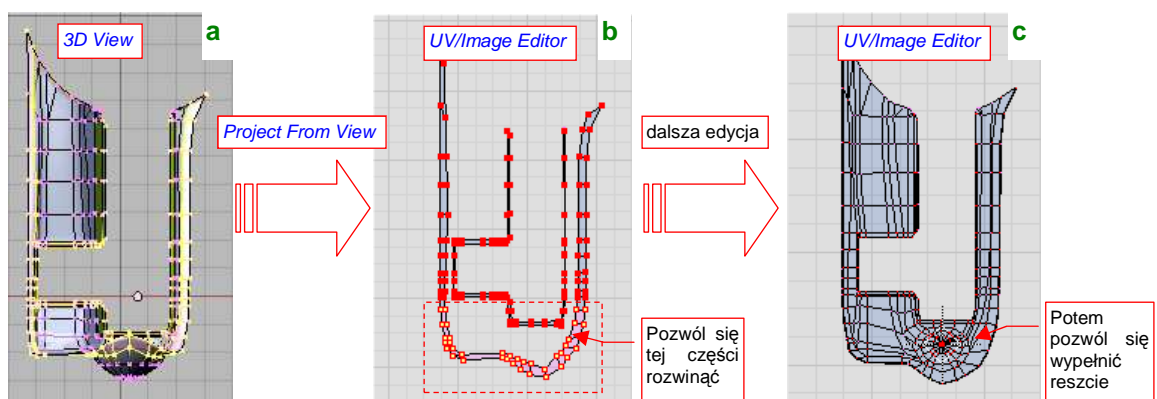 3D View
a
UV/Image Editor
b
UV/Image Editor
c
Project From View
dalsza edycja
Pozwól się
tej części
rozwinąć
Potem
pozwól się
wypełnić
reszcie